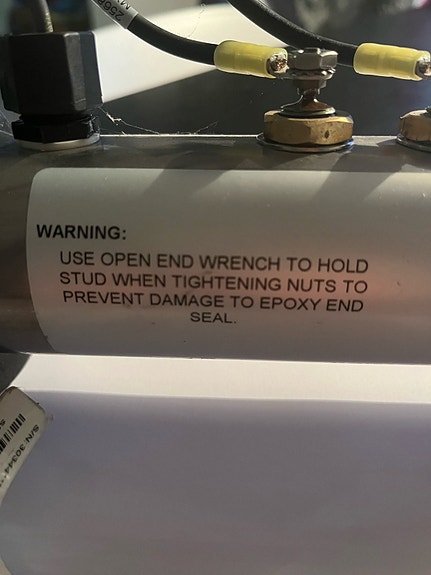 WARNING:
USE OPEN END WRENCH TO HOLD
STUD WHEN TIGHTENING NUTS TO
PREVENT DAMAGE TO EPOXY END
SEAL.
S/N